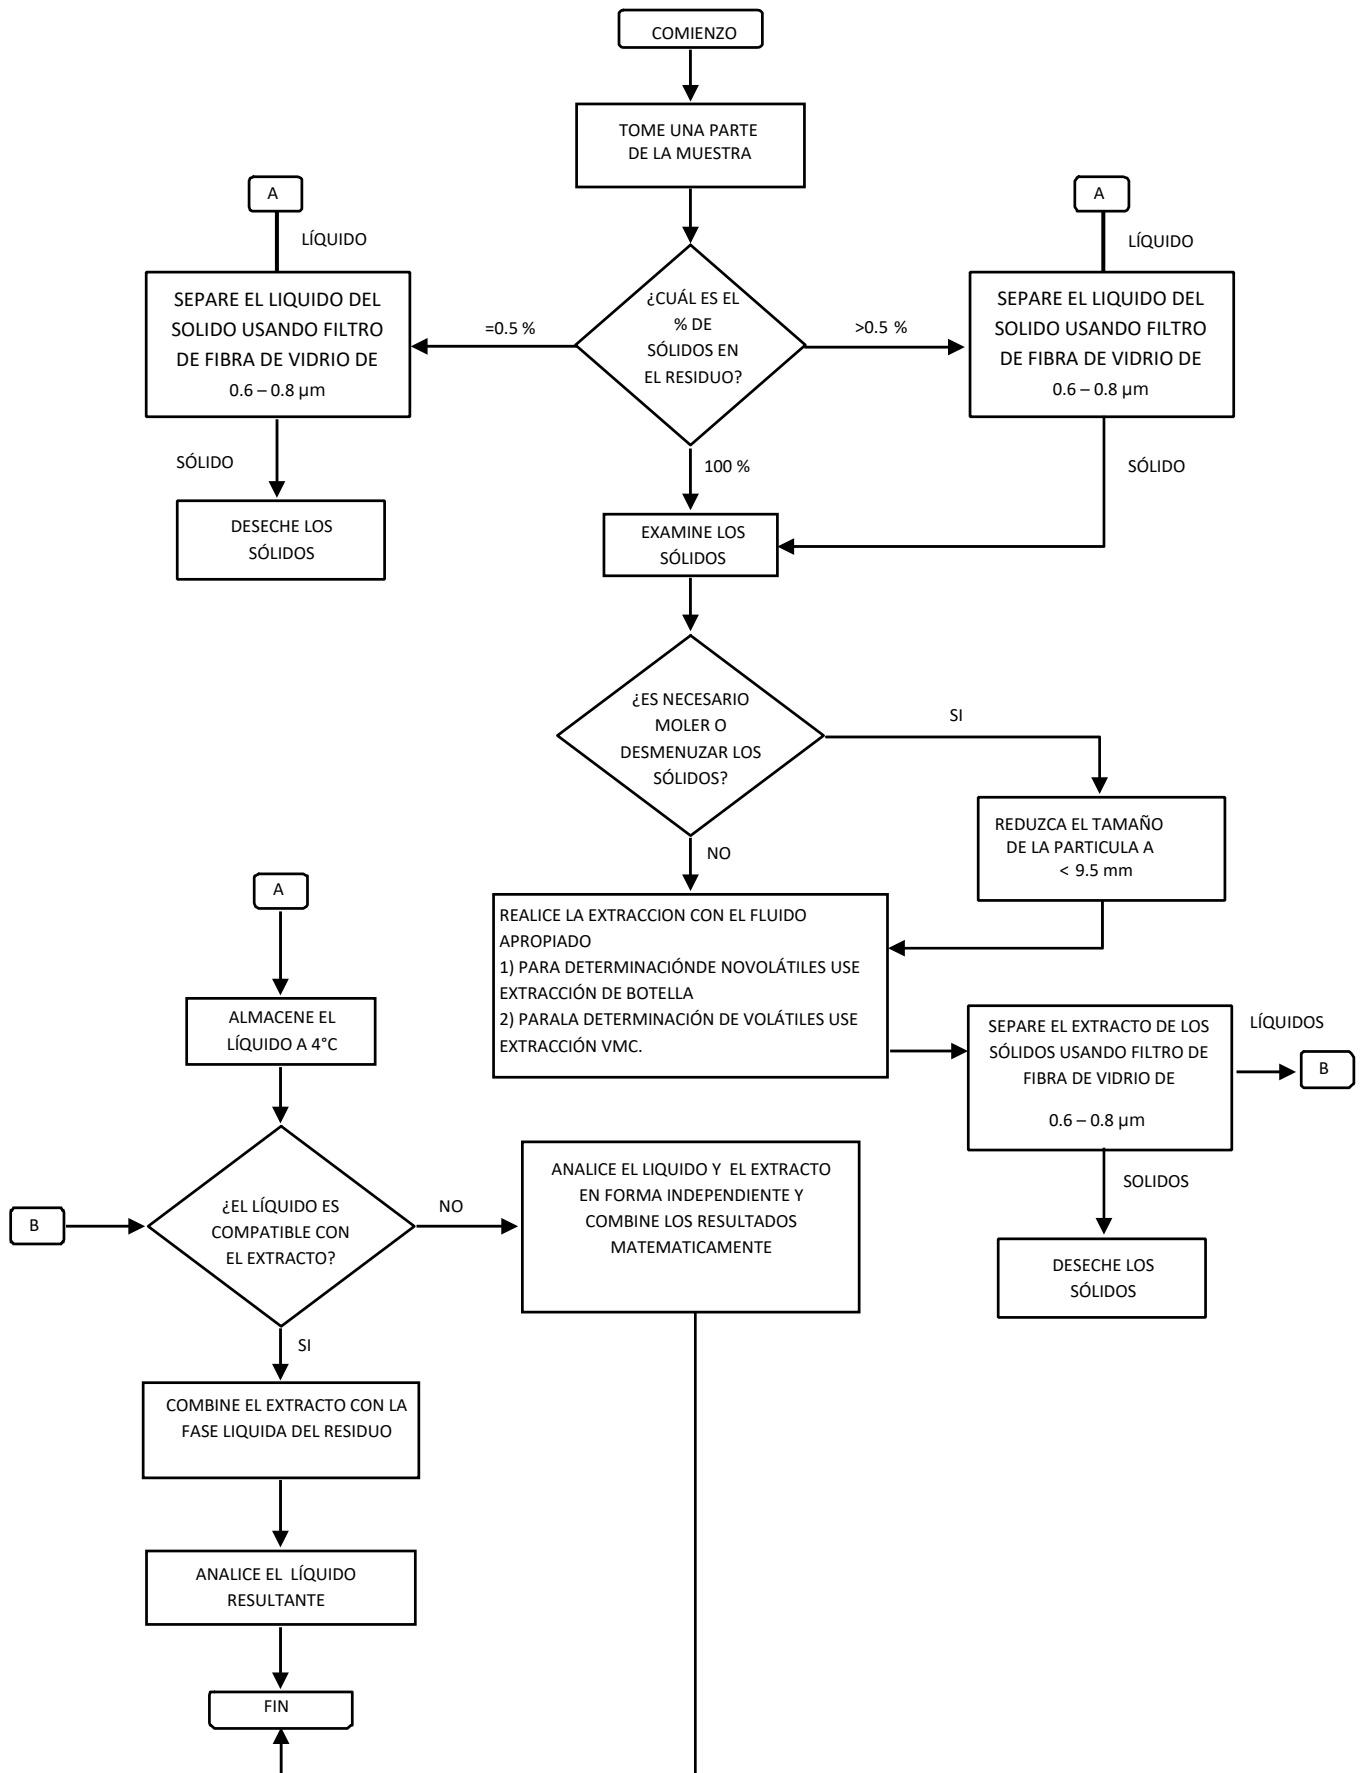 COMIENZO
TOME UNA PARTE
DE LA MUESTRA
A
LÍQUIDO
SEPARE EL LIQUIDO DEL
SOLIDO USANDO FILTRO
DE FIBRA DE VIDRIO DE
0.6 – 0.8 µm
=0.5 %
¿CUÁL ES EL
% DE
SÓLIDOS EN
EL RESIDUO?
>0.5 %
A
LÍQUIDO
SEPARE EL LIQUIDO DEL
SOLIDO USANDO FILTRO
DE FIBRA DE VIDRIO DE
0.6 – 0.8 µm
SÓLIDO
DESECHE LOS
SÓLIDOS
100 %
SÓLIDO
EXAMINE LOS
SÓLIDOS
¿ES NECESARIO
MOLER O
DESMENUZAR LOS
SÓLIDOS?
SI
REDUZCA EL TAMAÑO
DE LA PARTICULA A
< 9.5 mm
NO
REALICE LA EXTRACCION CON EL FLUIDO
APROPIADO
1) PARA DETERMINACIÓNDE NOVOLÁTILES USE
EXTRACCIÓN DE BOTELLA
2) PARALA DETERMINACIÓN DE VOLÁTILES USE
EXTRACCIÓN VMC.
SEPARE EL EXTRACTO DE LOS
SÓLIDOS USANDO FILTRO DE
FIBRA DE VIDRIO DE
0.6 – 0.8 µm
LÍQUIDOS
B
SOLIDOS
DESECHE LOS
SÓLIDOS
A
ALMACENE EL
LÍQUIDO A 4°C
B
¿EL LÍQUIDO ES
COMPATIBLE CON
EL EXTRACTO?
NO
ANALICE EL LIQUIDO Y  EL EXTRACTO
EN FORMA INDEPENDIENTE Y
COMBINE LOS RESULTADOS
MATEMATICAMENTE
SI
COMBINE EL EXTRACTO CON LA
FASE LIQUIDA DEL RESIDUO
ANALICE EL  LÍQUIDO
RESULTANTE
FIN